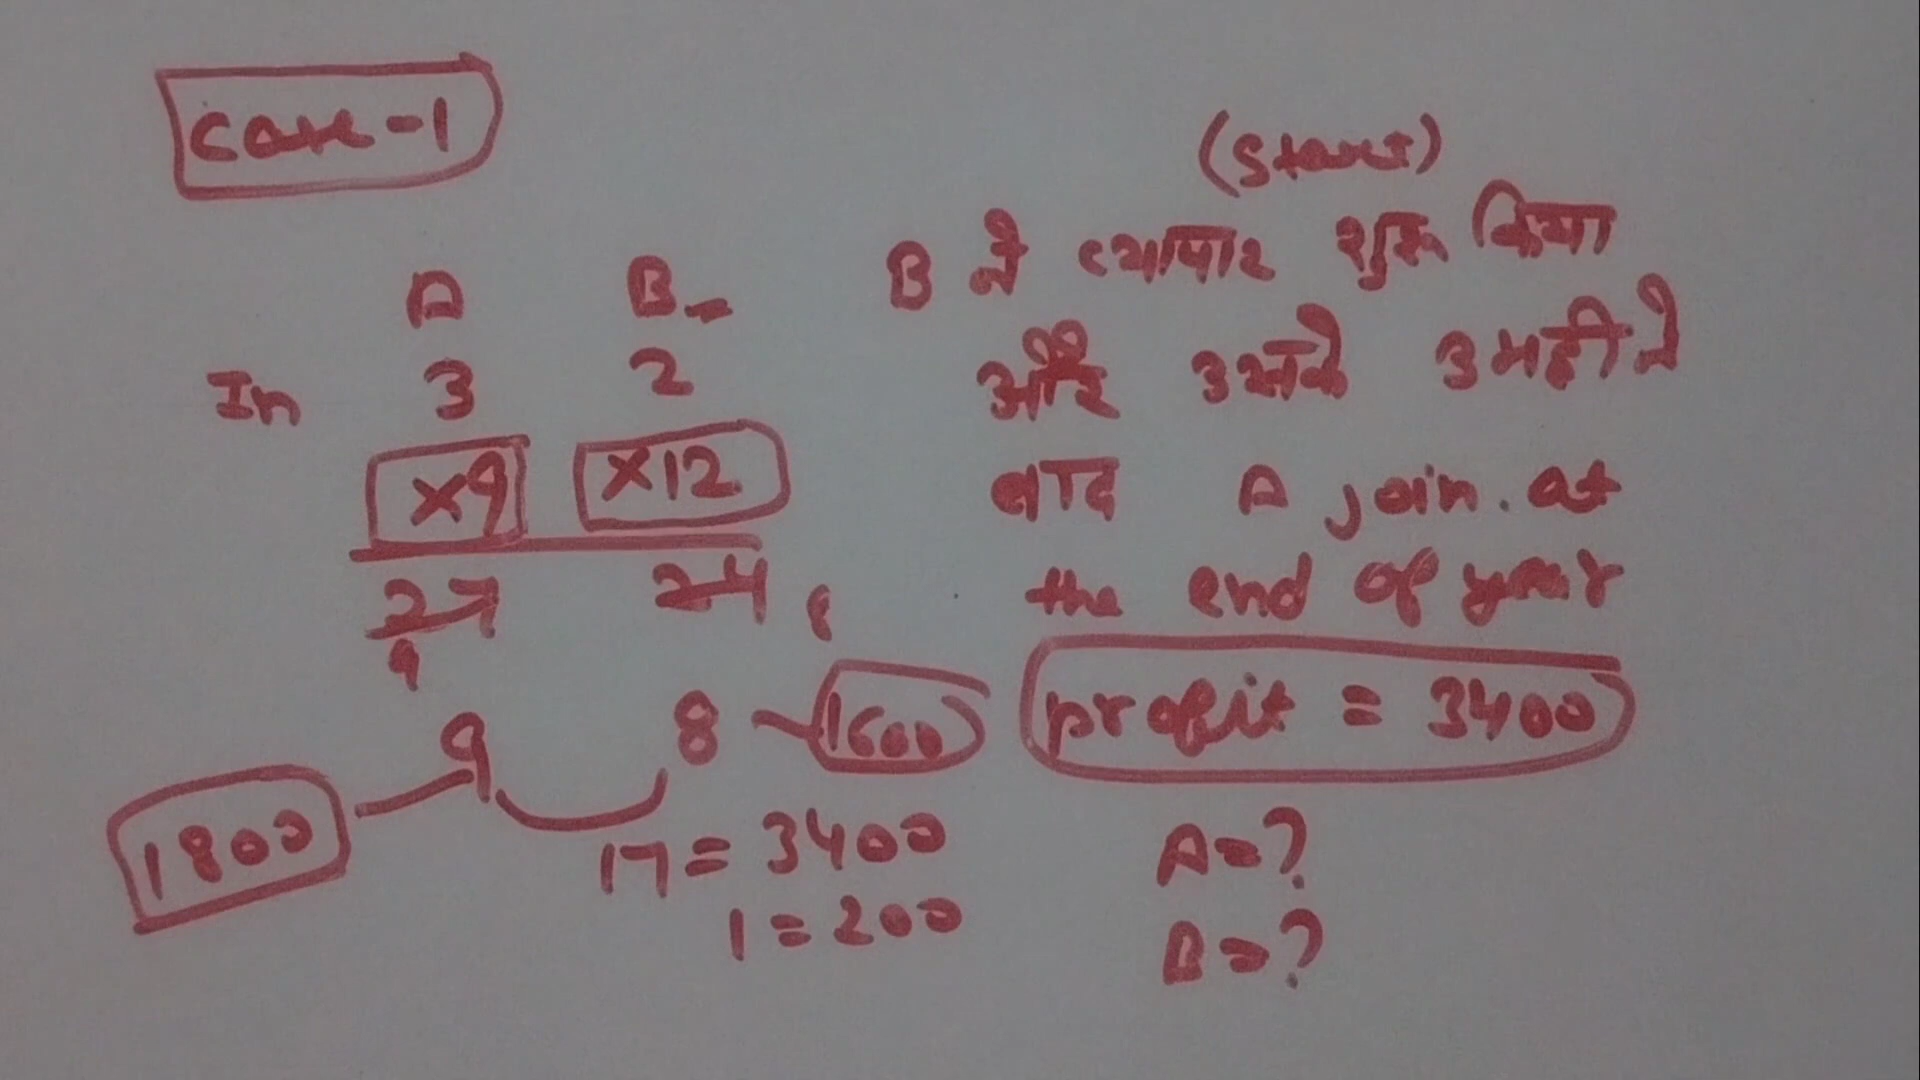 case-1
(Start)
A B B ने व्यापार शुरू किया
In 3 2 और उसके 3 महीने
×9 ×12 बाद A join. at
27 24 8 the end of year
9
9 8 1600 profit = 3400
1800 17 = 3400 A=?
1 = 200 B=?